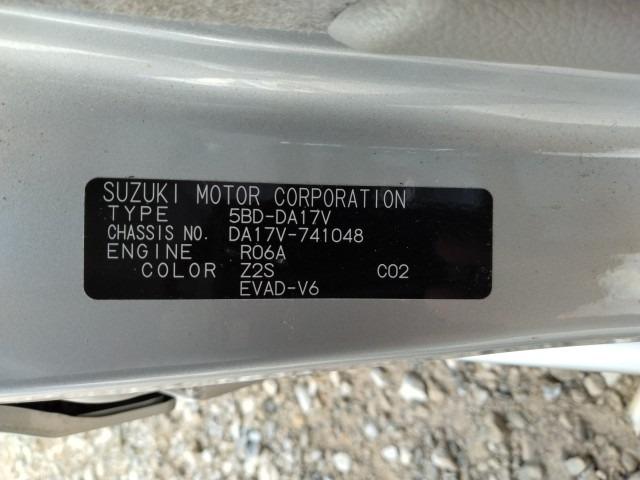 SUZUKI MOTOR CORPORATION
TYPE 5BD-DA17V
CHASSIS NO. DA17V-741048
ENGINE R06A
COLOR Z2S C02
EVAD-V6